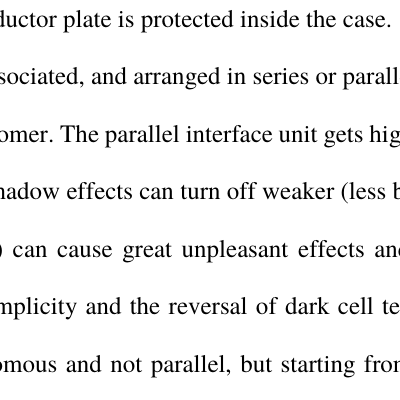 ductor plate is protected inside the case.
sociated, and arranged in series or parall
omer. The parallel interface unit gets hig
hadow effects can turn off weaker (less b
) can cause great unpleasant effects and
mplicity and the reversal of dark cell te
omous and not parallel, but starting from